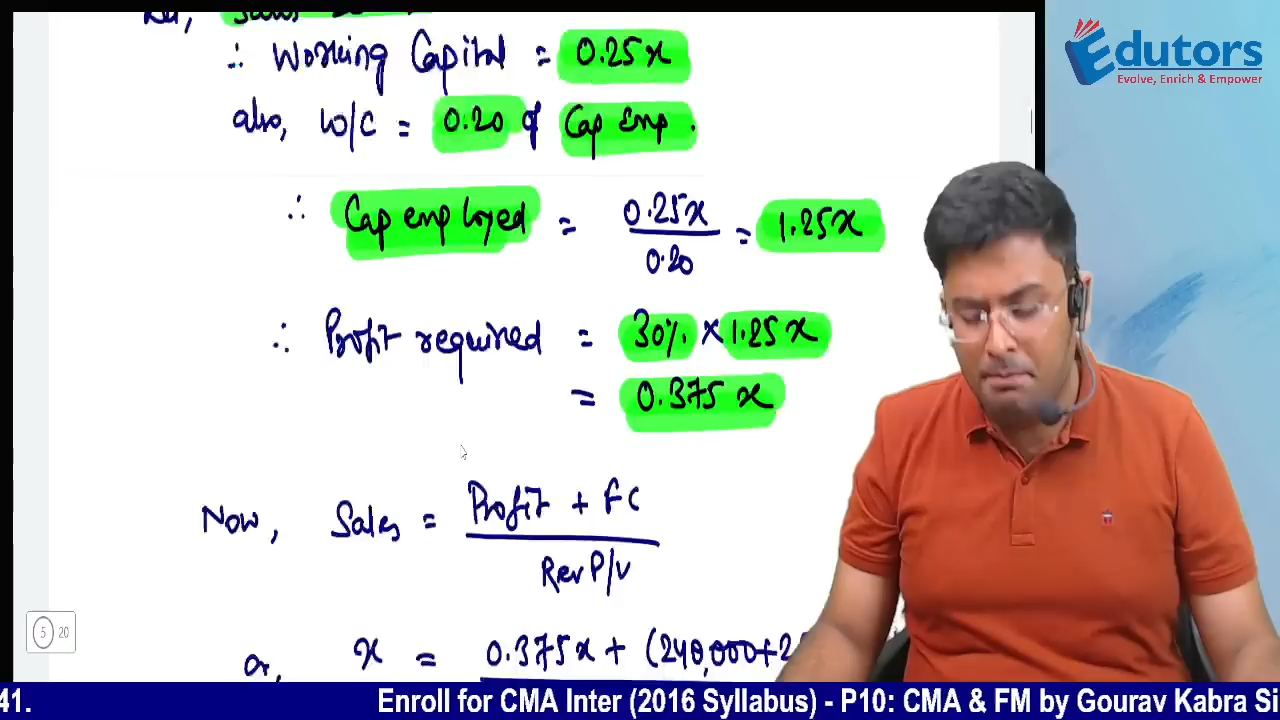 ∴ Working Capital = 0.25x
also, W/C = 0.20 of Cap Emp.
∴ Cap employed = 0.25x / 0.20 = 1.25x
∴ Profit required = 30% × 1.25x
= 0.375x
Now, Sales = Profit + FC / Rev P/V
or, x = 0.375x + (240,000+2
5 20
Edutors
Evolve, Enrich & Empower
41. Enroll for CMA Inter (2016 Syllabus) - P10: CMA & FM by Gourav Kabra Si